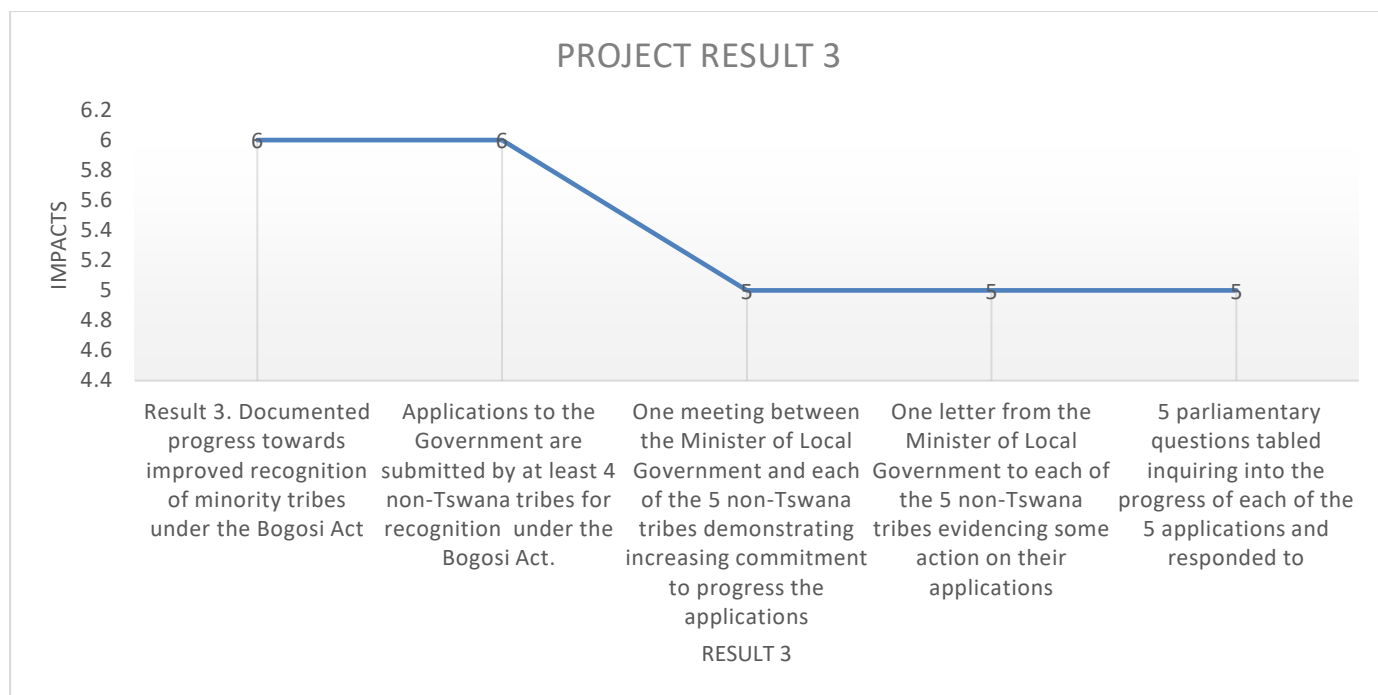 PROJECT RESULT 3
6.2
6
5.8
5.6
5.4
5.2
5
4.8
4.6
4.4
IMPACTS
6
6
5
5
5
Result 3. Documented
progress towards
improved recognition
of minority tribes
under the Bogosi Act
Applications to the
Government are
submitted by at least 4
non-Tswana tribes for
recognition under the
Bogosi Act.
One meeting between
the Minister of Local
Government and each
of the 5 non-Tswana
tribes demonstrating
increasing commitment
to progress the
applications
One letter from the
Minister of Local
Government to each of
the 5 non-Tswana
tribes evidencing some
action on their
applications
5 parliamentary
questions tabled
inquiring into the
progress of each of the
5 applications and
responded to
RESULT 3